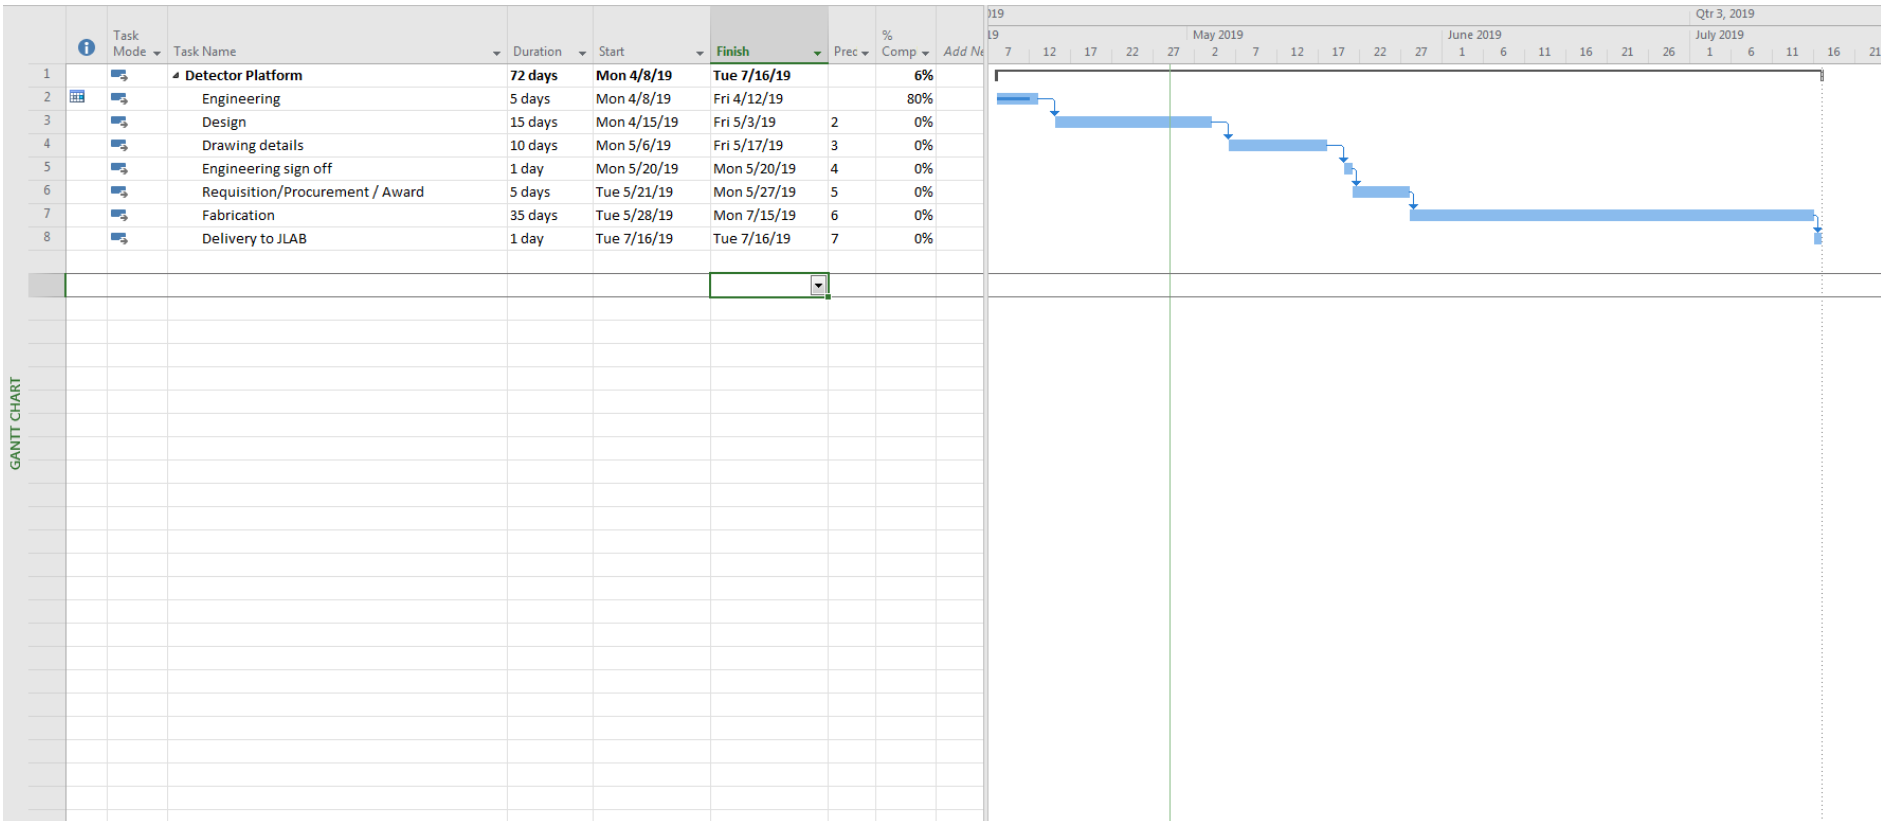 019 Qtr 3, 2019
Task % 19 May 2019 June 2019 July 2019
Mode Task Name Duration Start Finish Prec Comp Add Ne 7 12 17 22 27 2 7 12 17 22 27 1 6 11 16 21 26 1 6 11 16 21
1 Detector Platform 72 days Mon 4/8/19 Tue 7/16/19 6%
2 Engineering 5 days Mon 4/8/19 Fri 4/12/19 80%
3 Design 15 days Mon 4/15/19 Fri 5/3/19 2 0%
4 Drawing details 10 days Mon 5/6/19 Fri 5/17/19 3 0%
5 Engineering sign off 1 day Mon 5/20/19 Mon 5/20/19 4 0%
6 Requisition/Procurement / Award 5 days Tue 5/21/19 Mon 5/27/19 5 0%
7 Fabrication 35 days Tue 5/28/19 Mon 7/15/19 6 0%
8 Delivery to JLAB 1 day Tue 7/16/19 Tue 7/16/19 7 0%
GANTT CHART